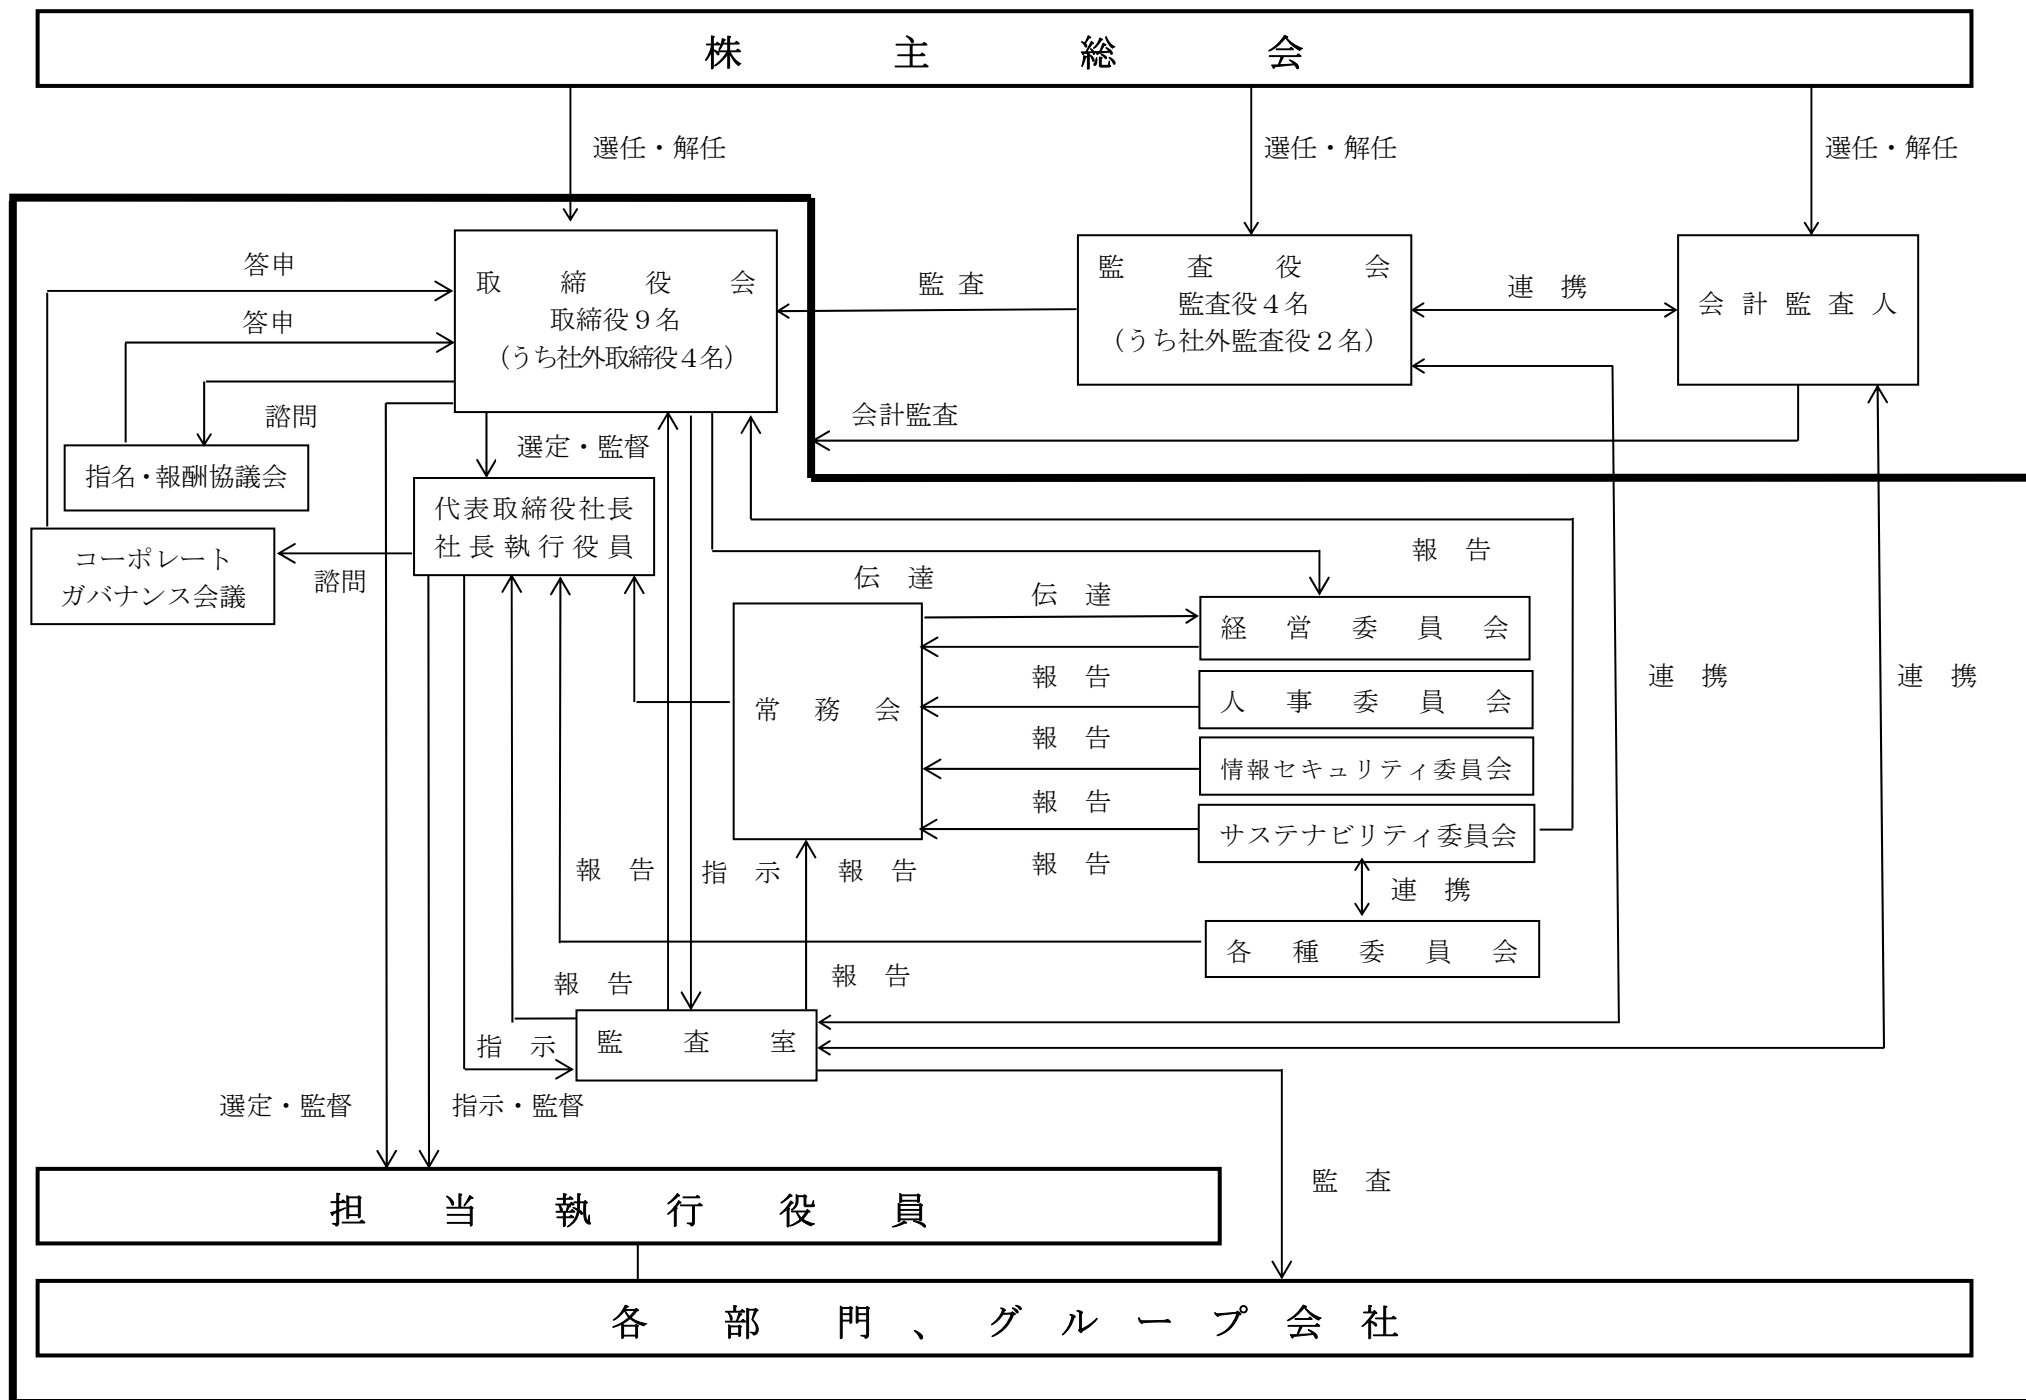 株主総会
選任・解任
選任・解任
選任・解任
答申
取締役会
取締役９名
（うち社外取締役４名）
監査
監査役会
監査役４名
（うち社外監査役２名）
連携
会計監査人
答申
諮問
会計監査
選定・監督
指名・報酬協議会
代表取締役社長
社長執行役員
コーポレート
ガバナンス会議
諮問
報告
伝達
伝達
経営委員会
報告
連携
連携
人事委員会
常務会
報告
情報セキュリティ委員会
報告
サステナビリティ委員会
報告
報告
指示
報告
連携
各種委員会
報告
報告
監査室
指示
選定・監督
指示・監督
監査
担当執行役員
各部門、グループ会社